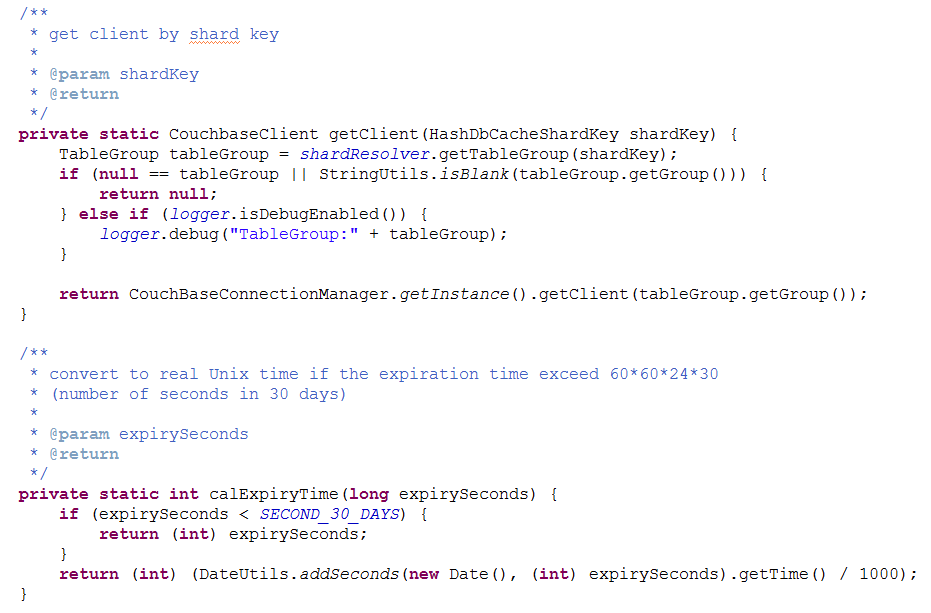 /**
 * get client by shard key
 *
 * @param shardKey
 * @return
 */
private static CouchbaseClient getClient(HashDbCacheShardKey shardKey) {
    TableGroup tableGroup = shardResolver.getTableGroup(shardKey);
    if (null == tableGroup || StringUtils.isBlank(tableGroup.getGroup())) {
        return null;
    } else if (logger.isDebugEnabled()) {
        logger.debug("TableGroup:" + tableGroup);
    }

    return CouchBaseConnectionManager.getInstance().getClient(tableGroup.getGroup());
}

/**
 * convert to real Unix time if the expiration time exceed 60*60*24*30
 * (number of seconds in 30 days)
 *
 * @param expirySeconds
 * @return
 */
private static int calExpiryTime(long expirySeconds) {
    if (expirySeconds < SECOND_30_DAYS) {
        return (int) expirySeconds;
    }
    return (int) (DateUtils.addSeconds(new Date(), (int) expirySeconds).getTime() / 1000);
}